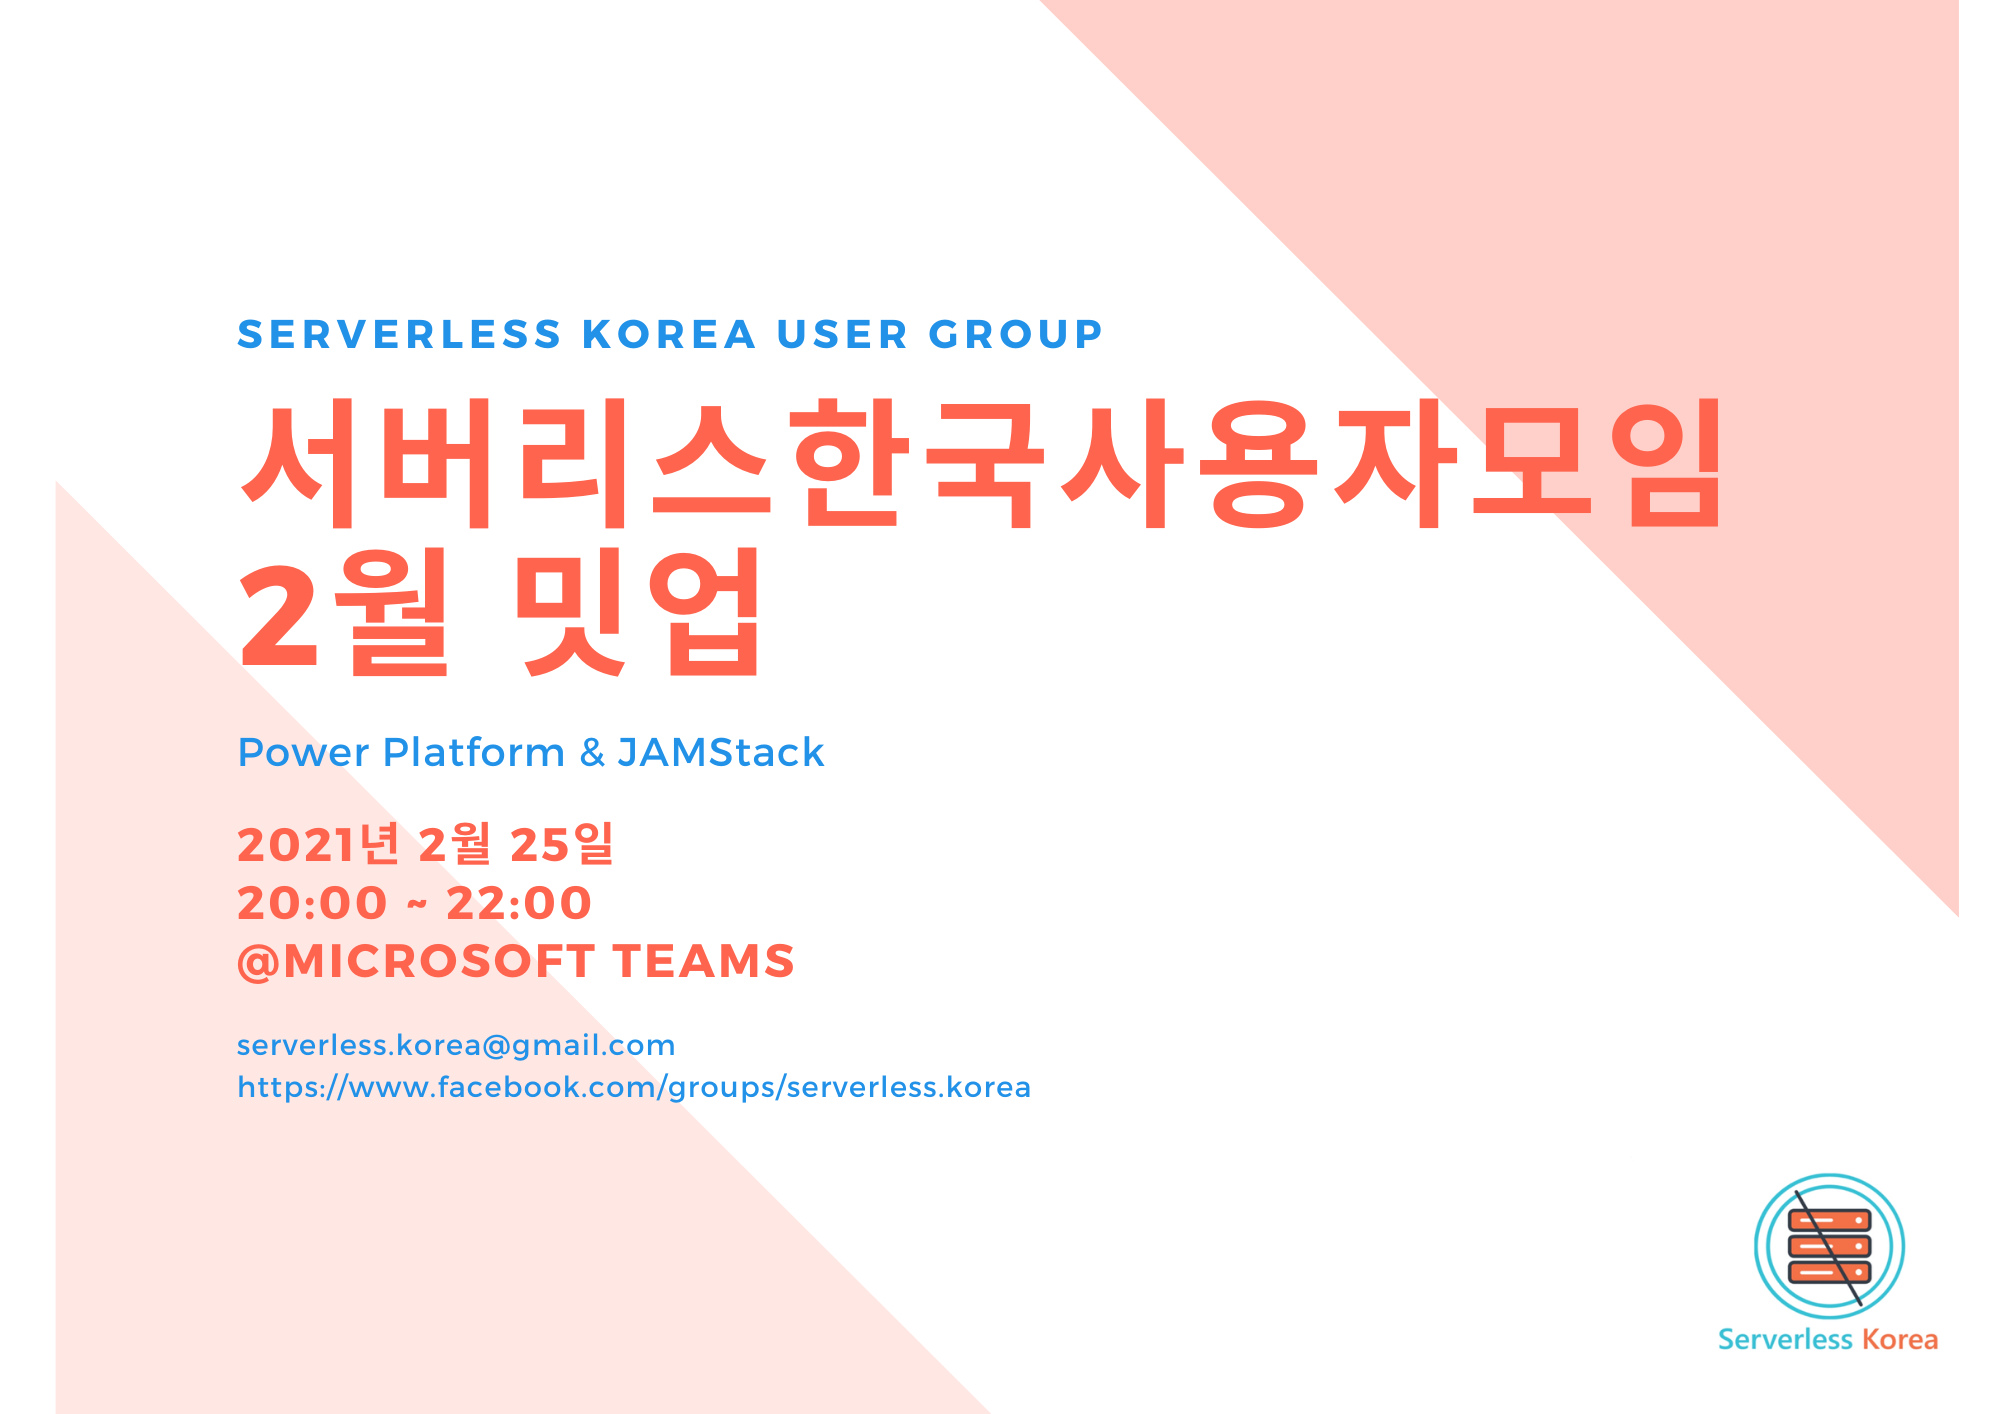 SERVERLESS KOREA USER GROUP
서버리스한국사용자모임
2월 밋업
Power Platform & JAMStack
2021년 2월 25일
20:00 ~ 22:00
@MICROSOFT TEAMS
serverless.korea@gmail.com
https://www.facebook.com/groups/serverless.korea
Serverless Korea